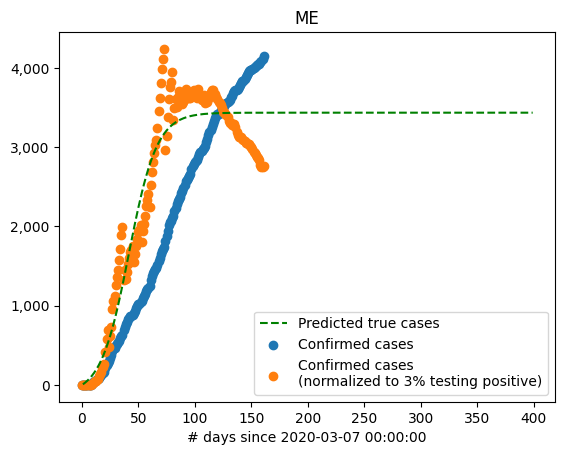 ME
4,000
3,000
2,000
1,000
0
Predicted true cases
Confirmed cases
Confirmed cases
(normalized to 3% testing positive)
0 50 100 150 200 250 300 350 400
# days since 2020-03-07 00:00:00